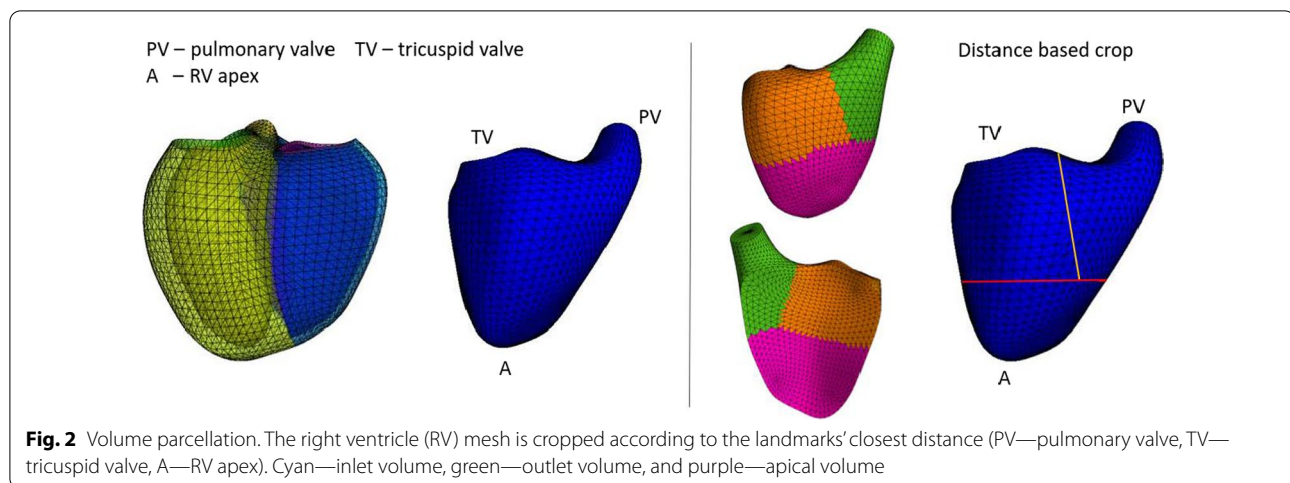 PV – pulmonary valve TV – tricuspid valve
A – RV apex
TV
PV
A
Distance based crop
TV
PV
A
Fig. 2 Volume parcellation. The right ventricle (RV) mesh is cropped according to the landmarks' closest distance (PV—pulmonary valve, TV—
tricuspid valve, A—RV apex). Cyan—inlet volume, green—outlet volume, and purple—apical volume